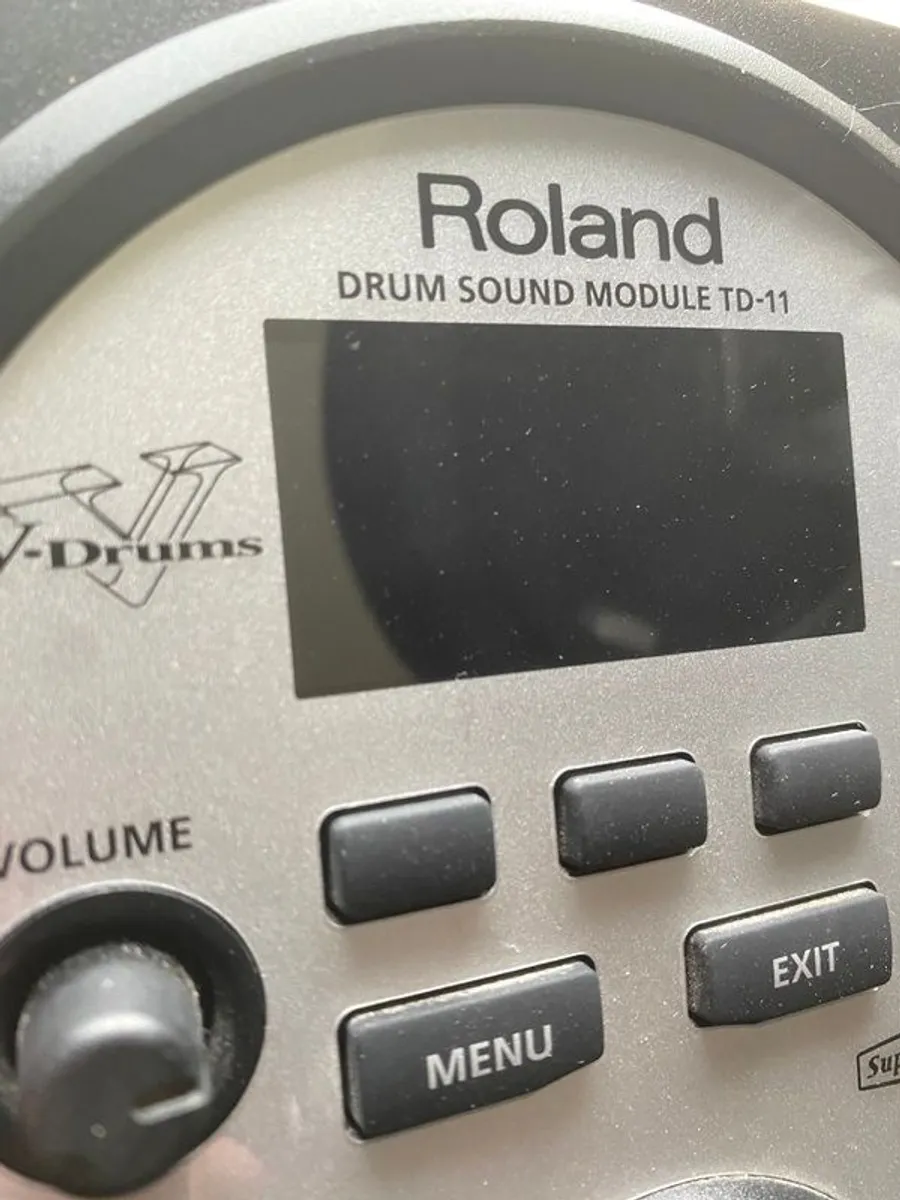 Roland
DRUM SOUND MODULE TD-11
V-Drums
VOLUME
EXIT
MENU